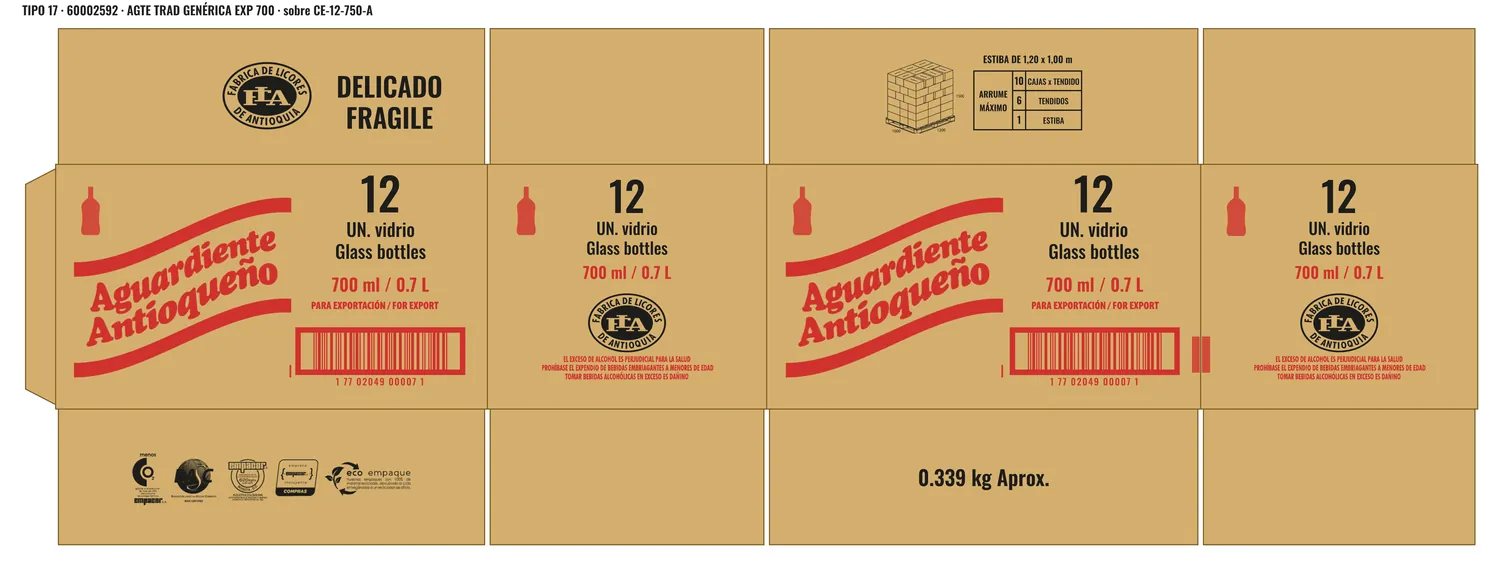 TIPO 17 · 60002592 · AGTE TRAD GENÉRICA EXP 700 · sobre CE-12-750-A
FÁBRICA DE LICORES
FLA
DE ANTIOQUIA
DELICADO
FRAGILE
ESTIBA DE 1,20 x 1,00 m
ARRUME
MÁXIMO
10 CAJAS x TENDIDO
6 TENDIDOS
1 ESTIBA
Aguardiente
Antioqueño
12
UN. vidrio
Glass bottles
700 ml / 0.7 L
PARA EXPORTACIÓN / FOR EXPORT
1 77 02049 00007 1
12
UN. vidrio
Glass bottles
700 ml / 0.7 L
FÁBRICA DE LICORES
FLA
DE ANTIOQUIA
EL EXCESO DE ALCOHOL ES PERJUDICIAL PARA LA SALUD
PROHÍBASE EL EXPENDIO DE BEBIDAS EMBRIAGANTES A MENORES DE EDAD
TOMAR BEBIDAS ALCOHÓLICAS EN EXCESO ES DAÑINO
Aguardiente
Antioqueño
12
UN. vidrio
Glass bottles
700 ml / 0.7 L
PARA EXPORTACIÓN / FOR EXPORT
1 77 02049 00007 1
12
UN. vidrio
Glass bottles
700 ml / 0.7 L
FÁBRICA DE LICORES
FLA
DE ANTIOQUIA
EL EXCESO DE ALCOHOL ES PERJUDICIAL PARA LA SALUD
PROHÍBASE EL EXPENDIO DE BEBIDAS EMBRIAGANTES A MENORES DE EDAD
TOMAR BEBIDAS ALCOHÓLICAS EN EXCESO ES DAÑINO
menos
empacor
empacor
empresa
empacor
incluyente
COMPRAS
eco empaque
0.339 kg Aprox.